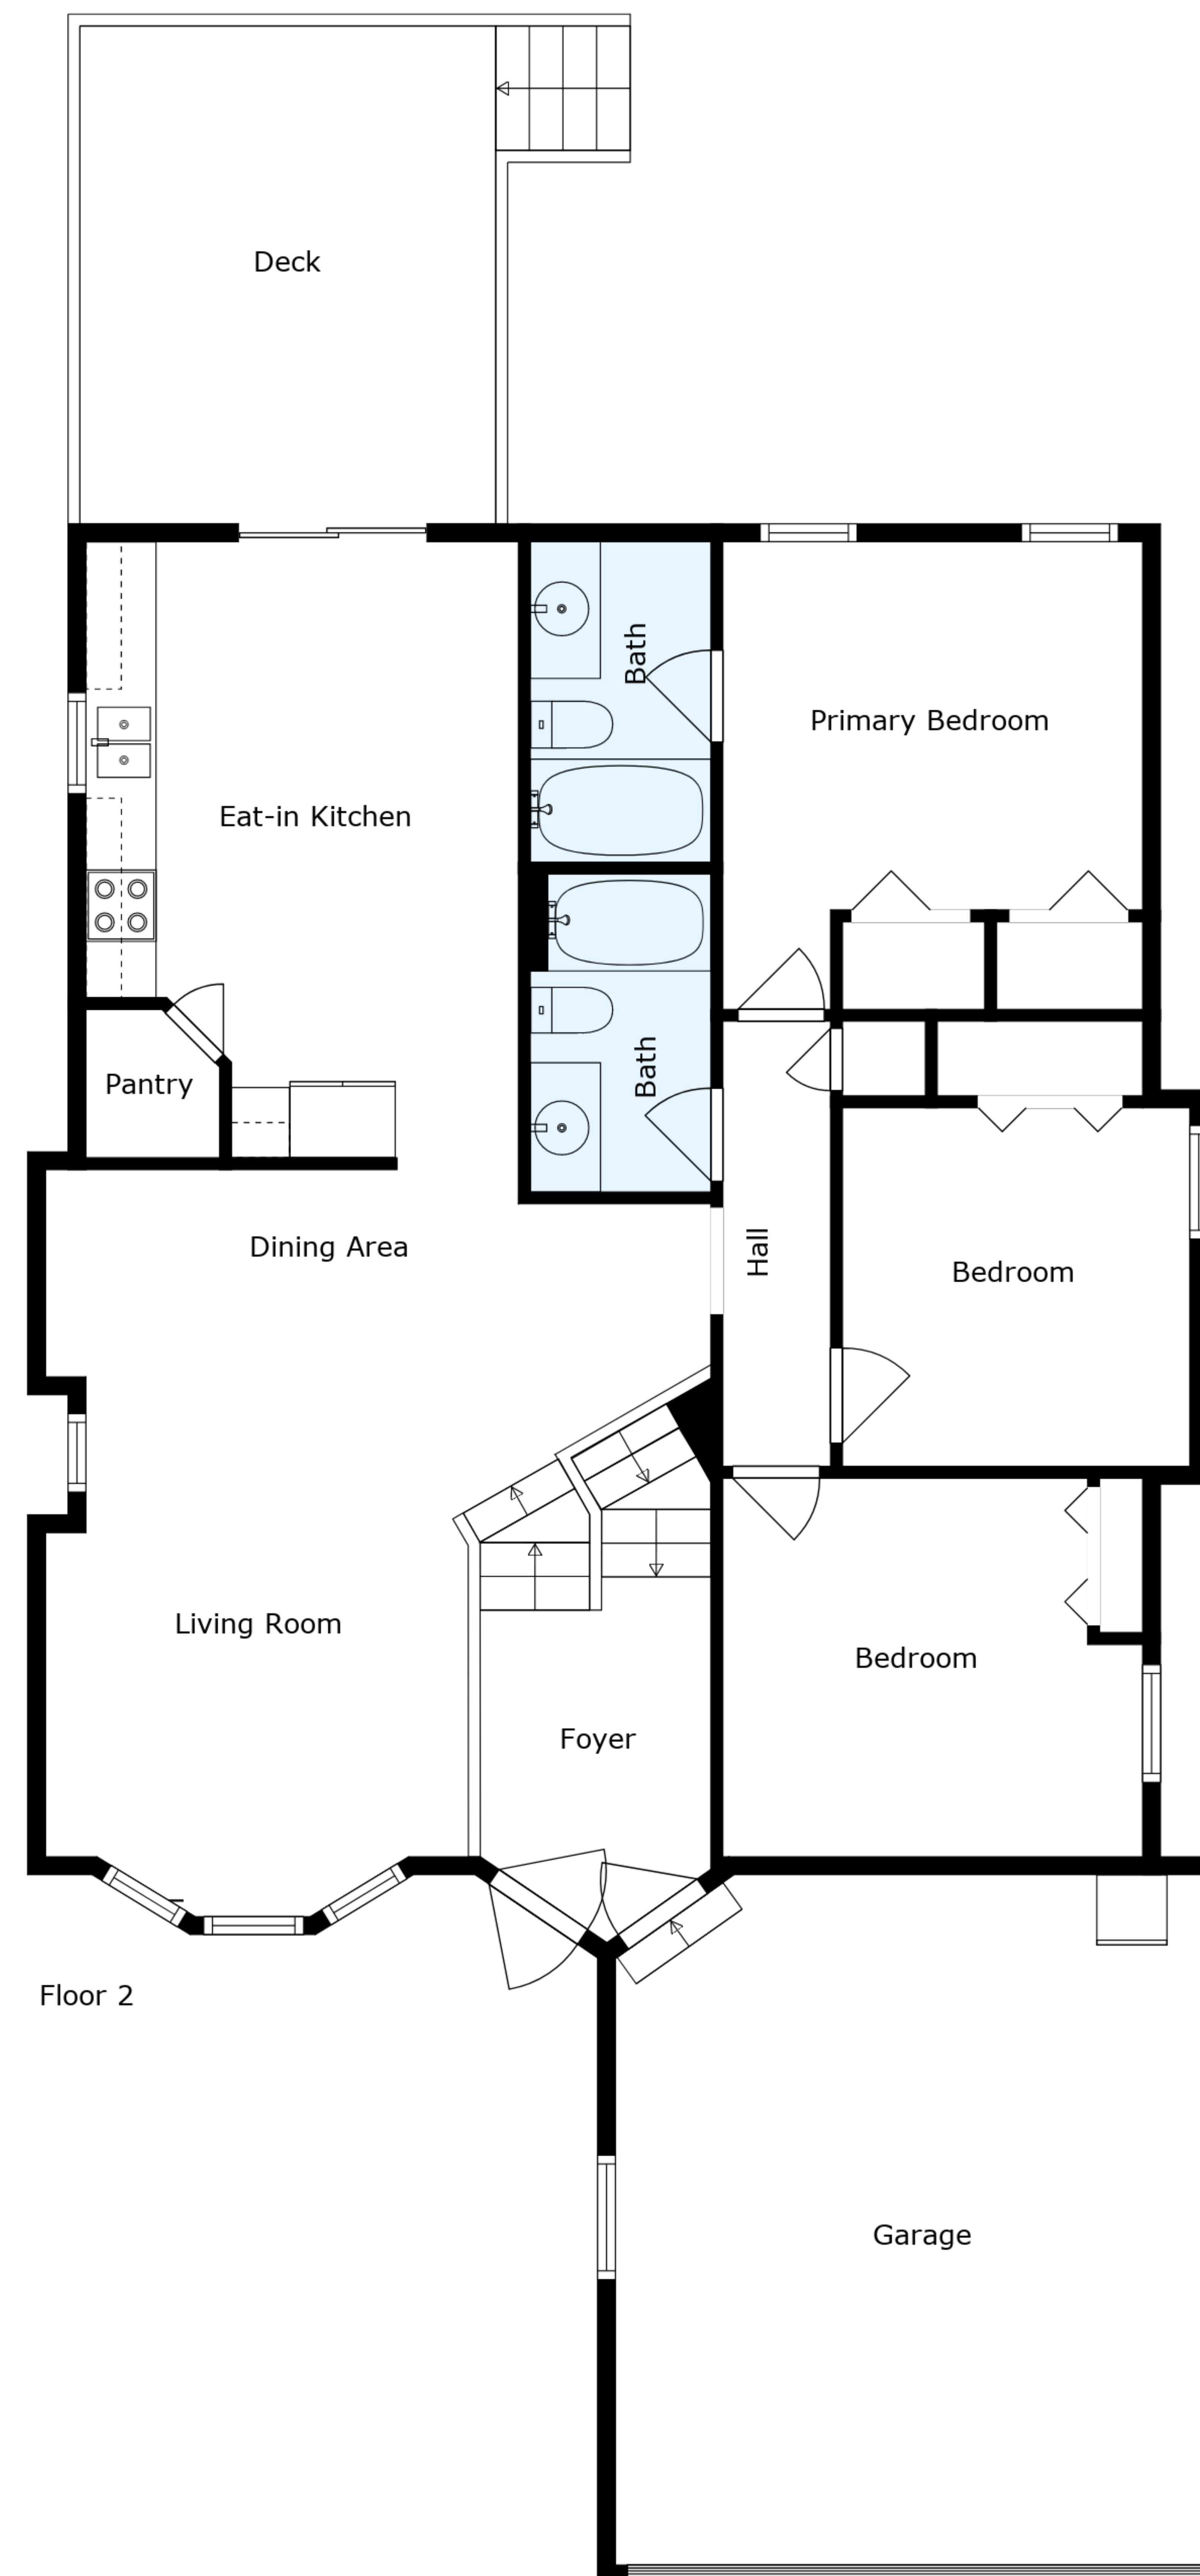 Deck
Bath
Primary Bedroom
Eat-in Kitchen
Pantry
Bath
Dining Area
Hall
Bedroom
Living Room
Bedroom
Foyer
Floor 2
Garage